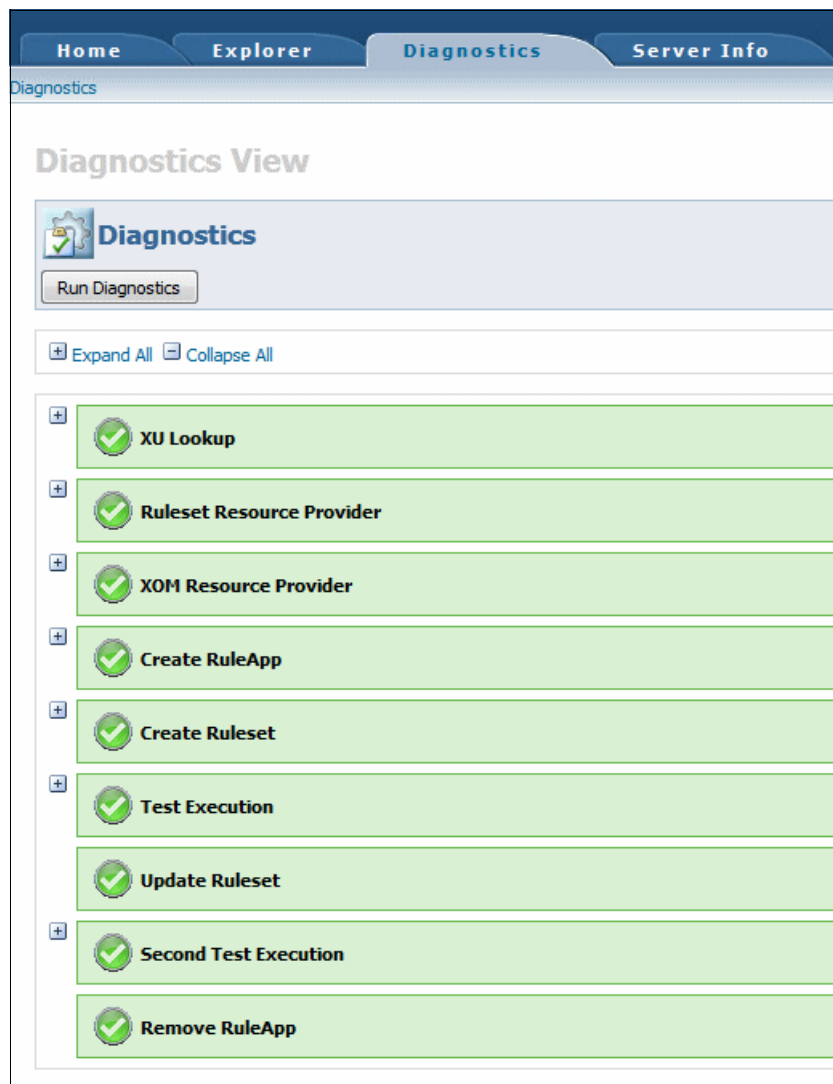 Home Explorer Diagnostics Server Info
Diagnostics
Diagnostics View
Diagnostics
Run Diagnostics
Expand All Collapse All
XU Lookup
Ruleset Resource Provider
XOM Resource Provider
Create RuleApp
Create Ruleset
Test Execution
Update Ruleset
Second Test Execution
Remove RuleApp